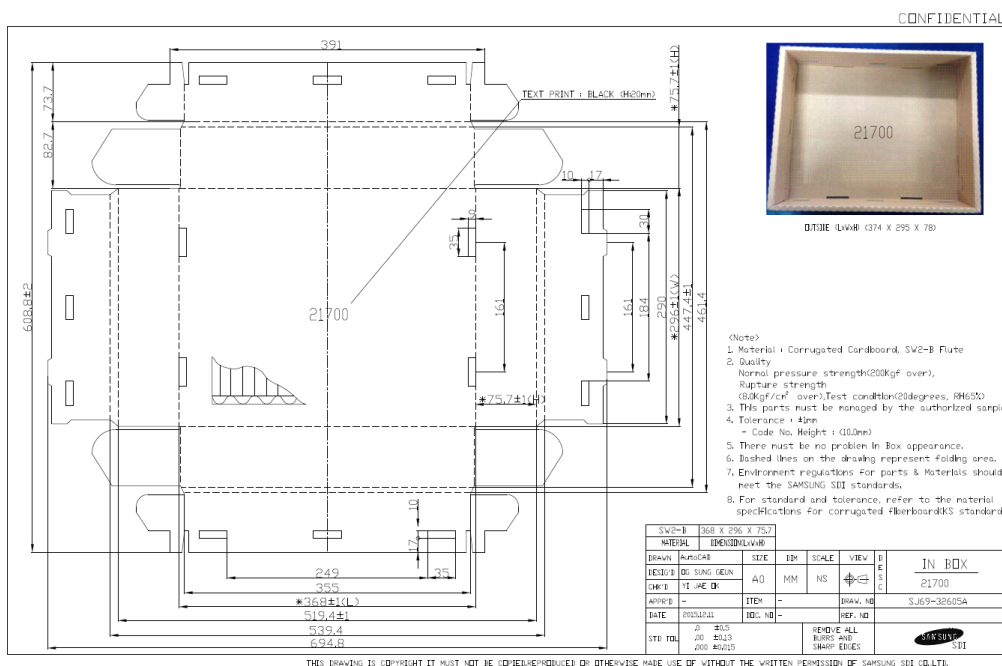 CONFIDENTIAL
391
73.7
*75.7±1(H)
TEXT PRINT : BLACK (H≥20mm)
82.7
21700
10
17
OUTSIDE (LxWxH) (374 X 295 X 78)
9
30
35
608.8±2
161
161
184
290
*296±1(W)
447.4±1
461.4
21700
<Note>
1. Material : Corrugated Cardboard, SW2-B Flute
2. Quality
Normal pressure strength(200Kgf over),
Rupture strength
(8.0Kgf/cm² over),Test condition(20degrees, RH65%)
3. This parts must be managed by the authorized sample
4. Tolerance : ±1mm
- Code No. Height : (10.0mm)
5. There must be no problem in Box appearance.
6. Dashed lines on the drawing represent folding area.
7. Environment regulations for parts & Materials should
meet the SAMSUNG SDI standards.
8. For standard and tolerance, refer to the material
specifications for corrugated fiberboard(KS standard
*75.7±1(H)
10
17
249
35
355
*368±1(L)
519.4±1
539.4
694.8
SW2-B 368 X 296 X 75.7
MATERIAL DIMENSION(LxWxH)
DRAWN AutoCAD SIZE DIM SCALE VIEW DESC IN BOX
DESIG'D OG SUNG GEUN A0 MM NS 21700
CHK'D YI JAE OK
APPR'D - ITEM - DRAW. NO SJ69-32605A
DATE 2015.12.11 DOC. NO - REF. NO
STD TOL .0 ±0.5 REMOVE ALL SAMSUNG SDI
.00 ±0.13 BURRS AND
.000 ±0.015 SHARP EDGES
THIS DRAWING IS COPYRIGHT IT MUST NOT BE COPIED,REPRODUCED OR OTHERWISE MADE USE OF WITHOUT THE WRITTEN PERMISSION OF SAMSUNG SDI CO.,LTD.